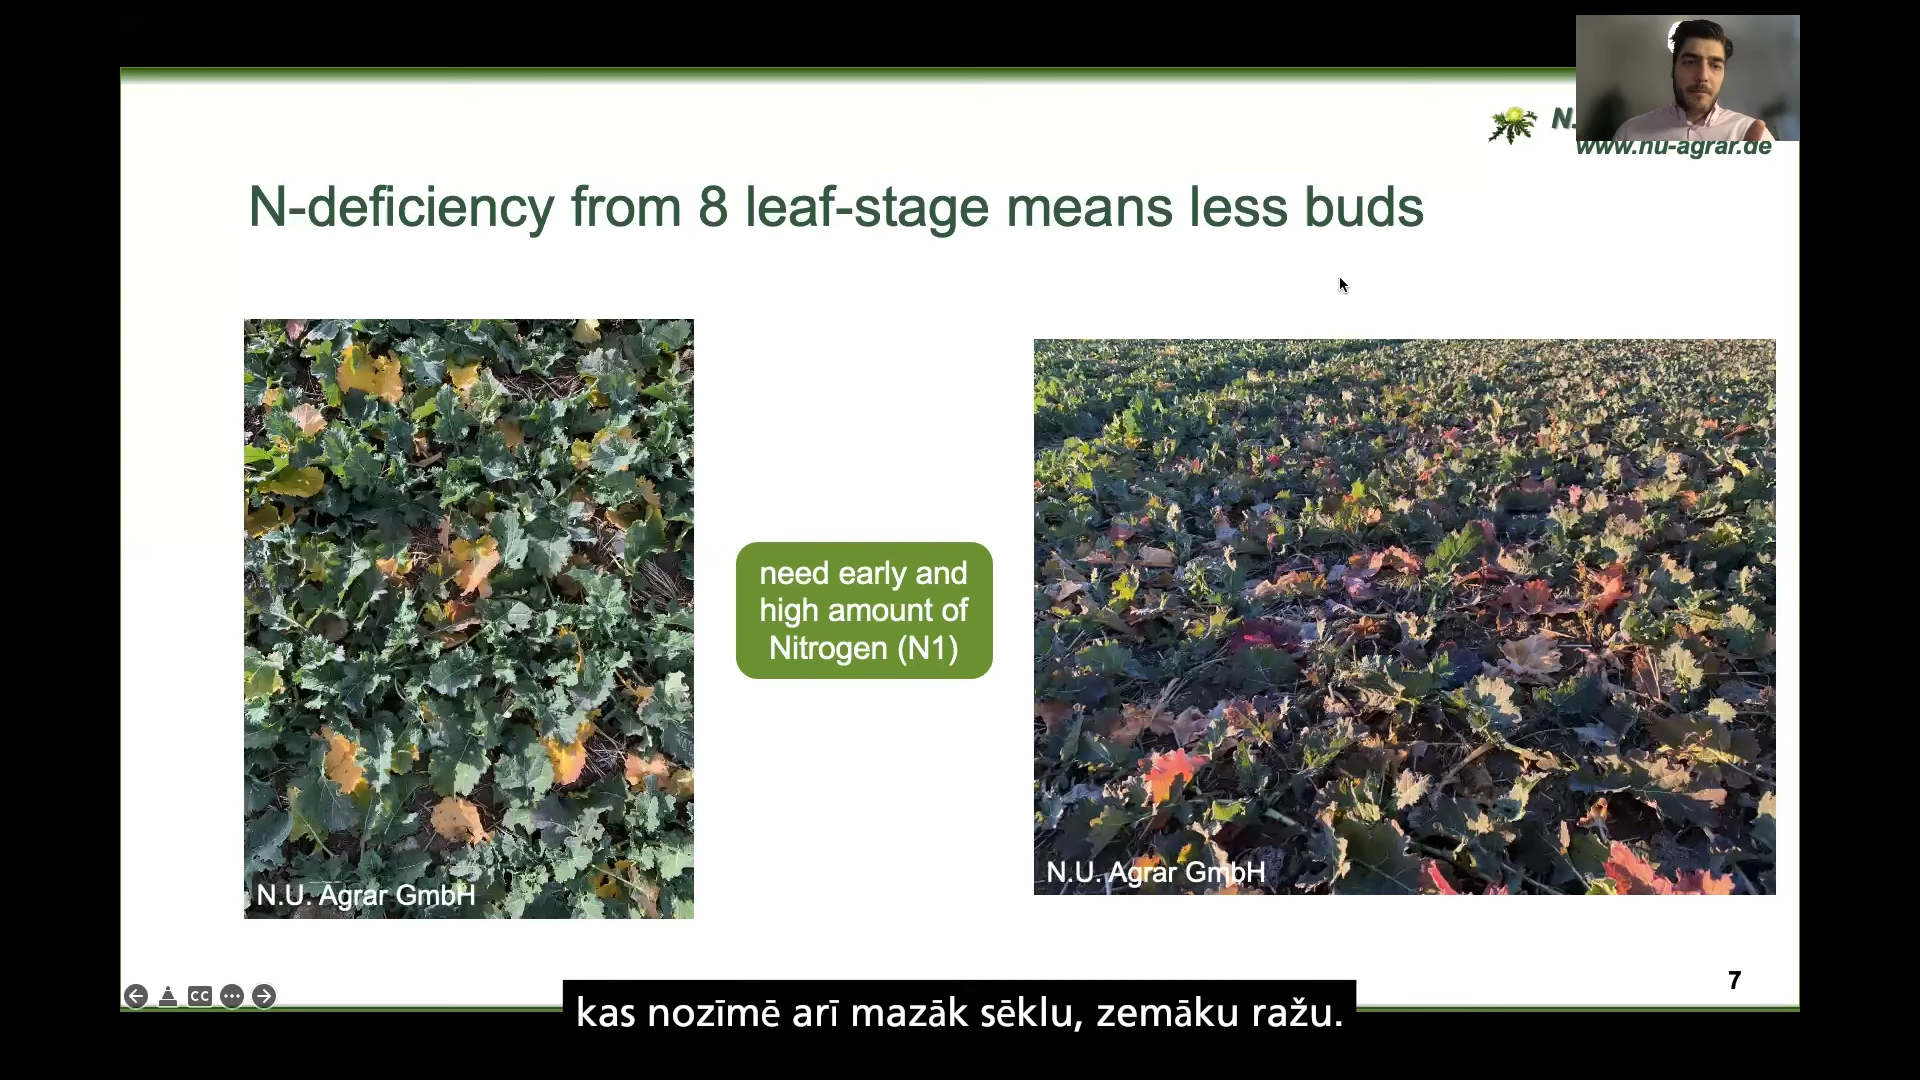 N.
www.nu-agrar.de
N-deficiency from 8 leaf-stage means less buds
need early and
high amount of
Nitrogen (N1)
N.U. Agrar GmbH
N.U. Agrar GmbH
7
CC
kas nozīmē arī mazāk sēklu, zemāku ražu.